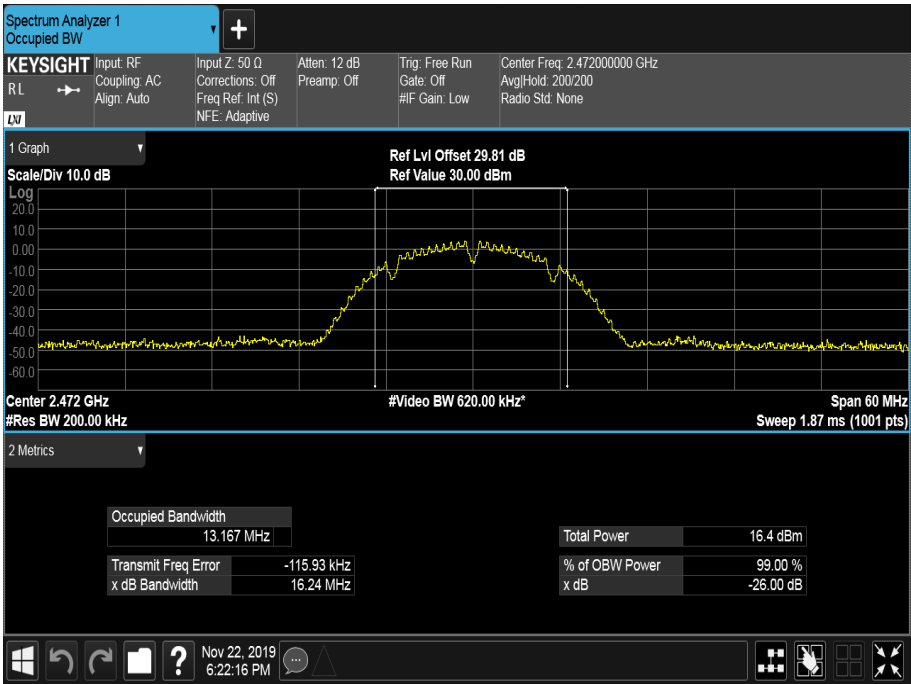 Spectrum Analyzer 1
Occupied BW
+
KEYSIGHT
R L
LXI
Input: RF
Coupling: AC
Align: Auto
Input Z: 50 Ω
Corrections: Off
Freq Ref: Int (S)
NFE: Adaptive
Atten: 12 dB
Preamp: Off
Trig: Free Run
Gate: Off
#IF Gain: Low
Center Freq: 2.472000000 GHz
Avg|Hold: 200/200
Radio Std: None
1 Graph
Scale/Div 10.0 dB
Ref Lvl Offset 29.81 dB
Ref Value 30.00 dBm
Log
20.0
10.0
0.00
-10.0
-20.0
-30.0
-40.0
-50.0
-60.0
Center 2.472 GHz
#Video BW 620.00 kHz*
Span 60 MHz
#Res BW 200.00 kHz
Sweep 1.87 ms (1001 pts)
2 Metrics
Occupied Bandwidth
13.167 MHz
Total Power 16.4 dBm
Transmit Freq Error -115.93 kHz
% of OBW Power 99.00 %
x dB Bandwidth 16.24 MHz
x dB -26.00 dB
?
Nov 22, 2019
6:22:16 PM